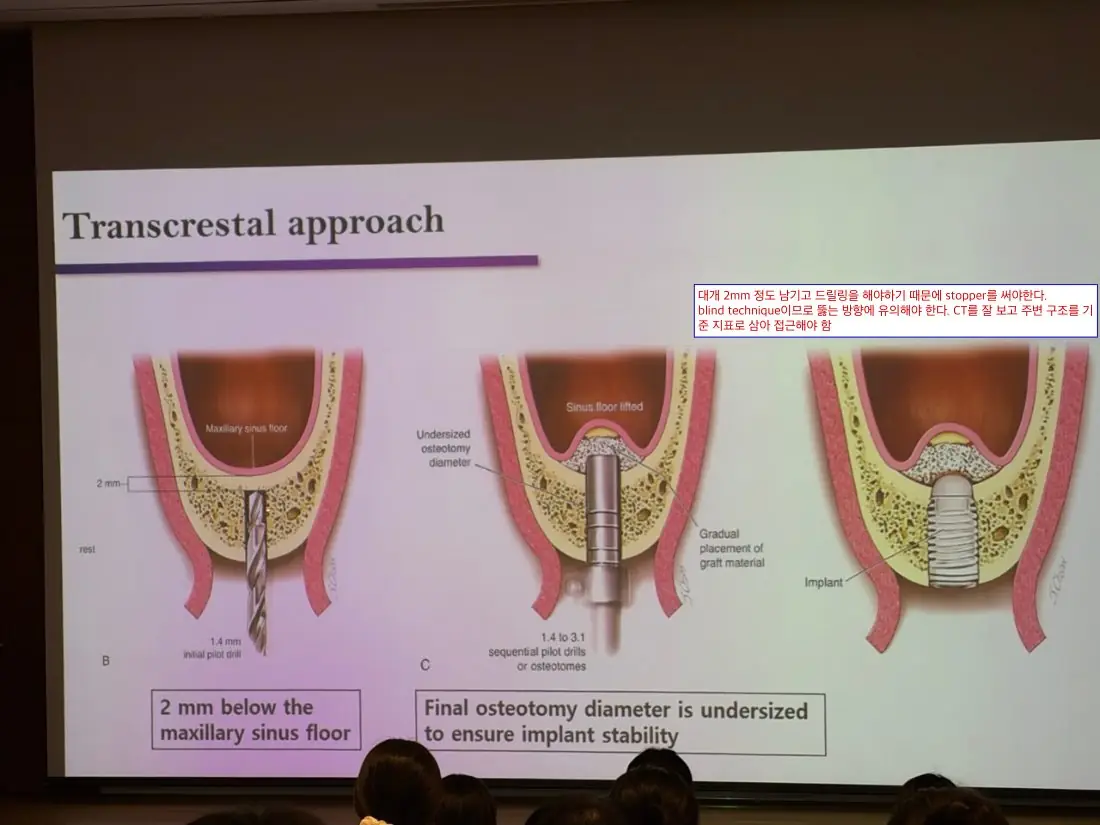 Transcrestal approach
대개 2mm 정도 남기고 드릴링을 해야하기 때문에 stopper를 써야한다.
blind technique이므로 뚫는 방향에 유의해야 한다. CT를 잘 보고 주변 구조를 기
준 지표로 삼아 접근해야 함
Maxillary sinus floor
2 mm
rest
1.4 mm
initial pilot drill
B
Sinus floor lifted
Undersized
osteotomy
diameter
Gradual
placement of
graft material
1.4 to 3.1
sequential pilot drills
or osteotomes
C
Implant
2 mm below the
maxillary sinus floor
Final osteotomy diameter is undersized
to ensure implant stability